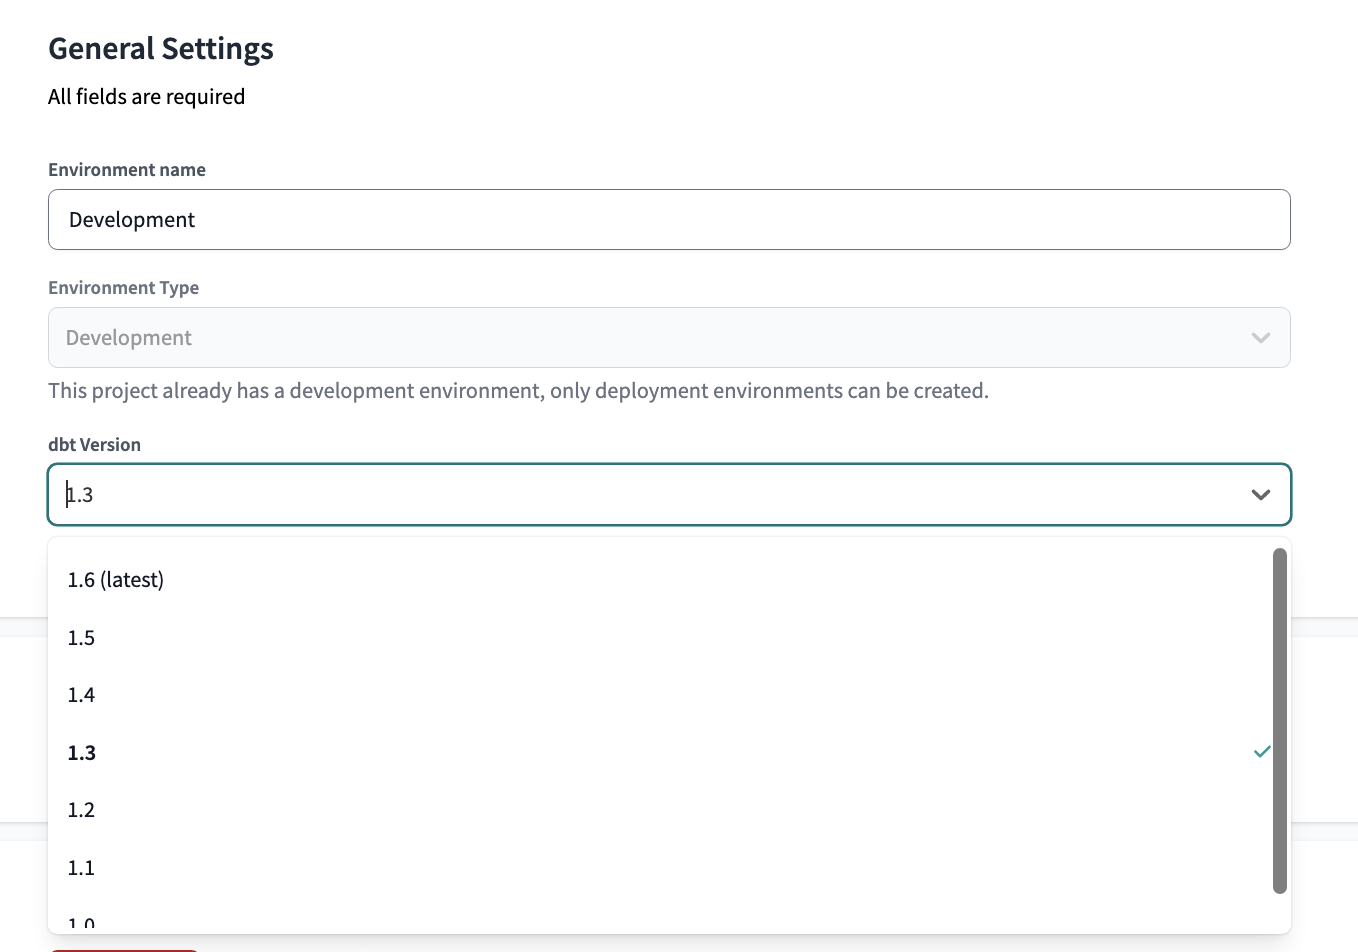 General Settings
All fields are required
Environment name
Development
Environment Type
Development
This project already has a development environment, only deployment environments can be created.
dbt Version
1.3
1.6 (latest)
1.5
1.4
1.3
1.2
1.1
1.0